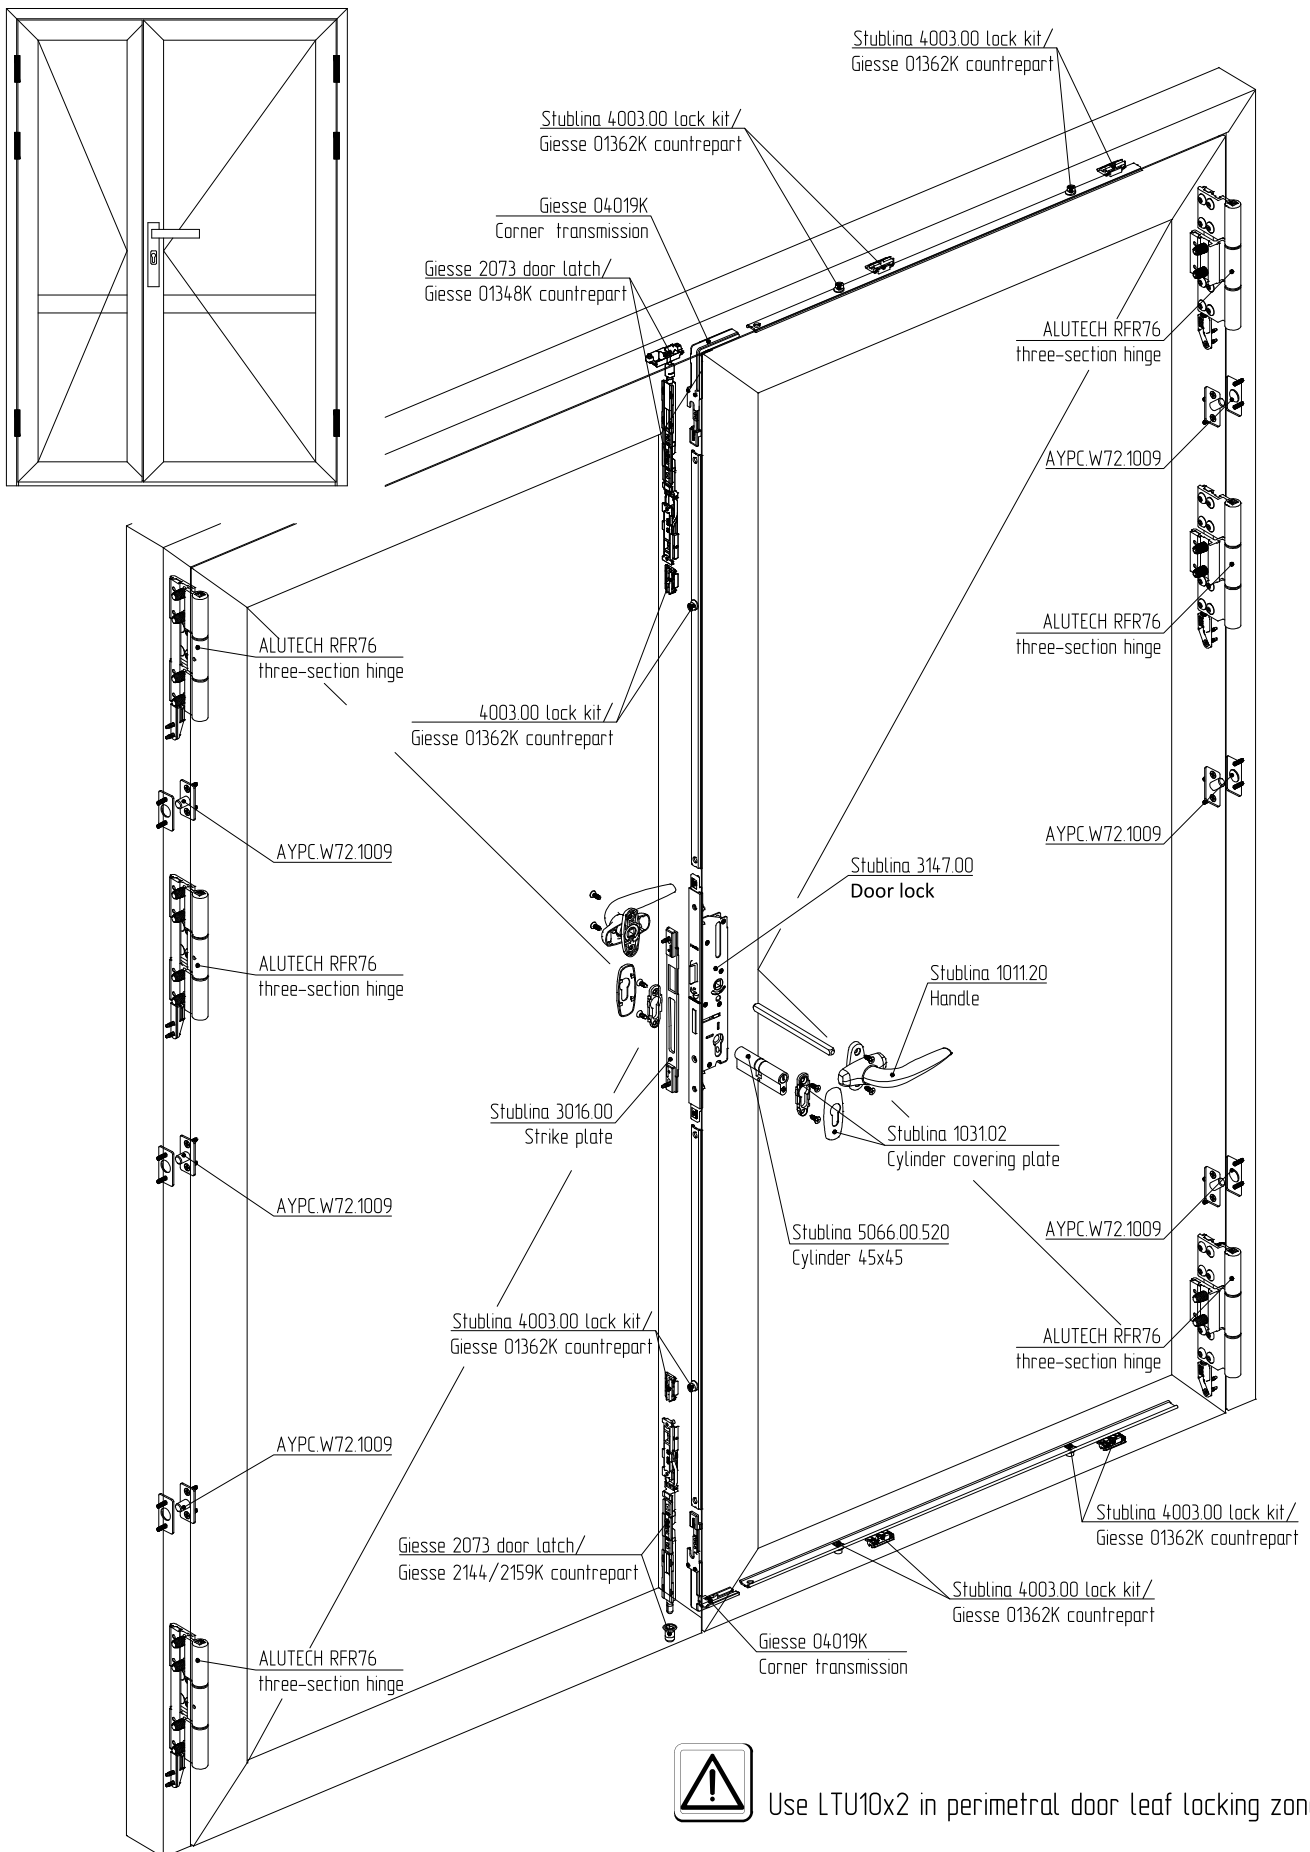 Stublina 4003.00 lock kit/
Giesse 01362K countrepart
Stublina 4003.00 lock kit/
Giesse 01362K countrepart
Giesse 04019K
Corner transmission
Giesse 2073 door latch/
Giesse 01348K countrepart
ALUTECH RFR76
three-section hinge
AYPC.W72.1009
ALUTECH RFR76
three-section hinge
ALUTECH RFR76
three-section hinge
4003.00 lock kit/
Giesse 01362K countrepart
AYPC.W72.1009
AYPC.W72.1009
Stublina 3147.00
Door lock
ALUTECH RFR76
three-section hinge
Stublina 1011.20
Handle
Stublina 3016.00
Strike plate
Stublina 1031.02
Cylinder covering plate
AYPC.W72.1009
Stublina 5066.00.520
Cylinder 45x45
AYPC.W72.1009
Stublina 4003.00 lock kit/
Giesse 01362K countrepart
ALUTECH RFR76
three-section hinge
AYPC.W72.1009
Stublina 4003.00 lock kit/
Giesse 01362K countrepart
Giesse 2073 door latch/
Giesse 2144/2159K countrepart
Stublina 4003.00 lock kit/
Giesse 01362K countrepart
Giesse 04019K
Corner transmission
ALUTECH RFR76
three-section hinge
Use LTU10x2 in perimetral door leaf locking zon